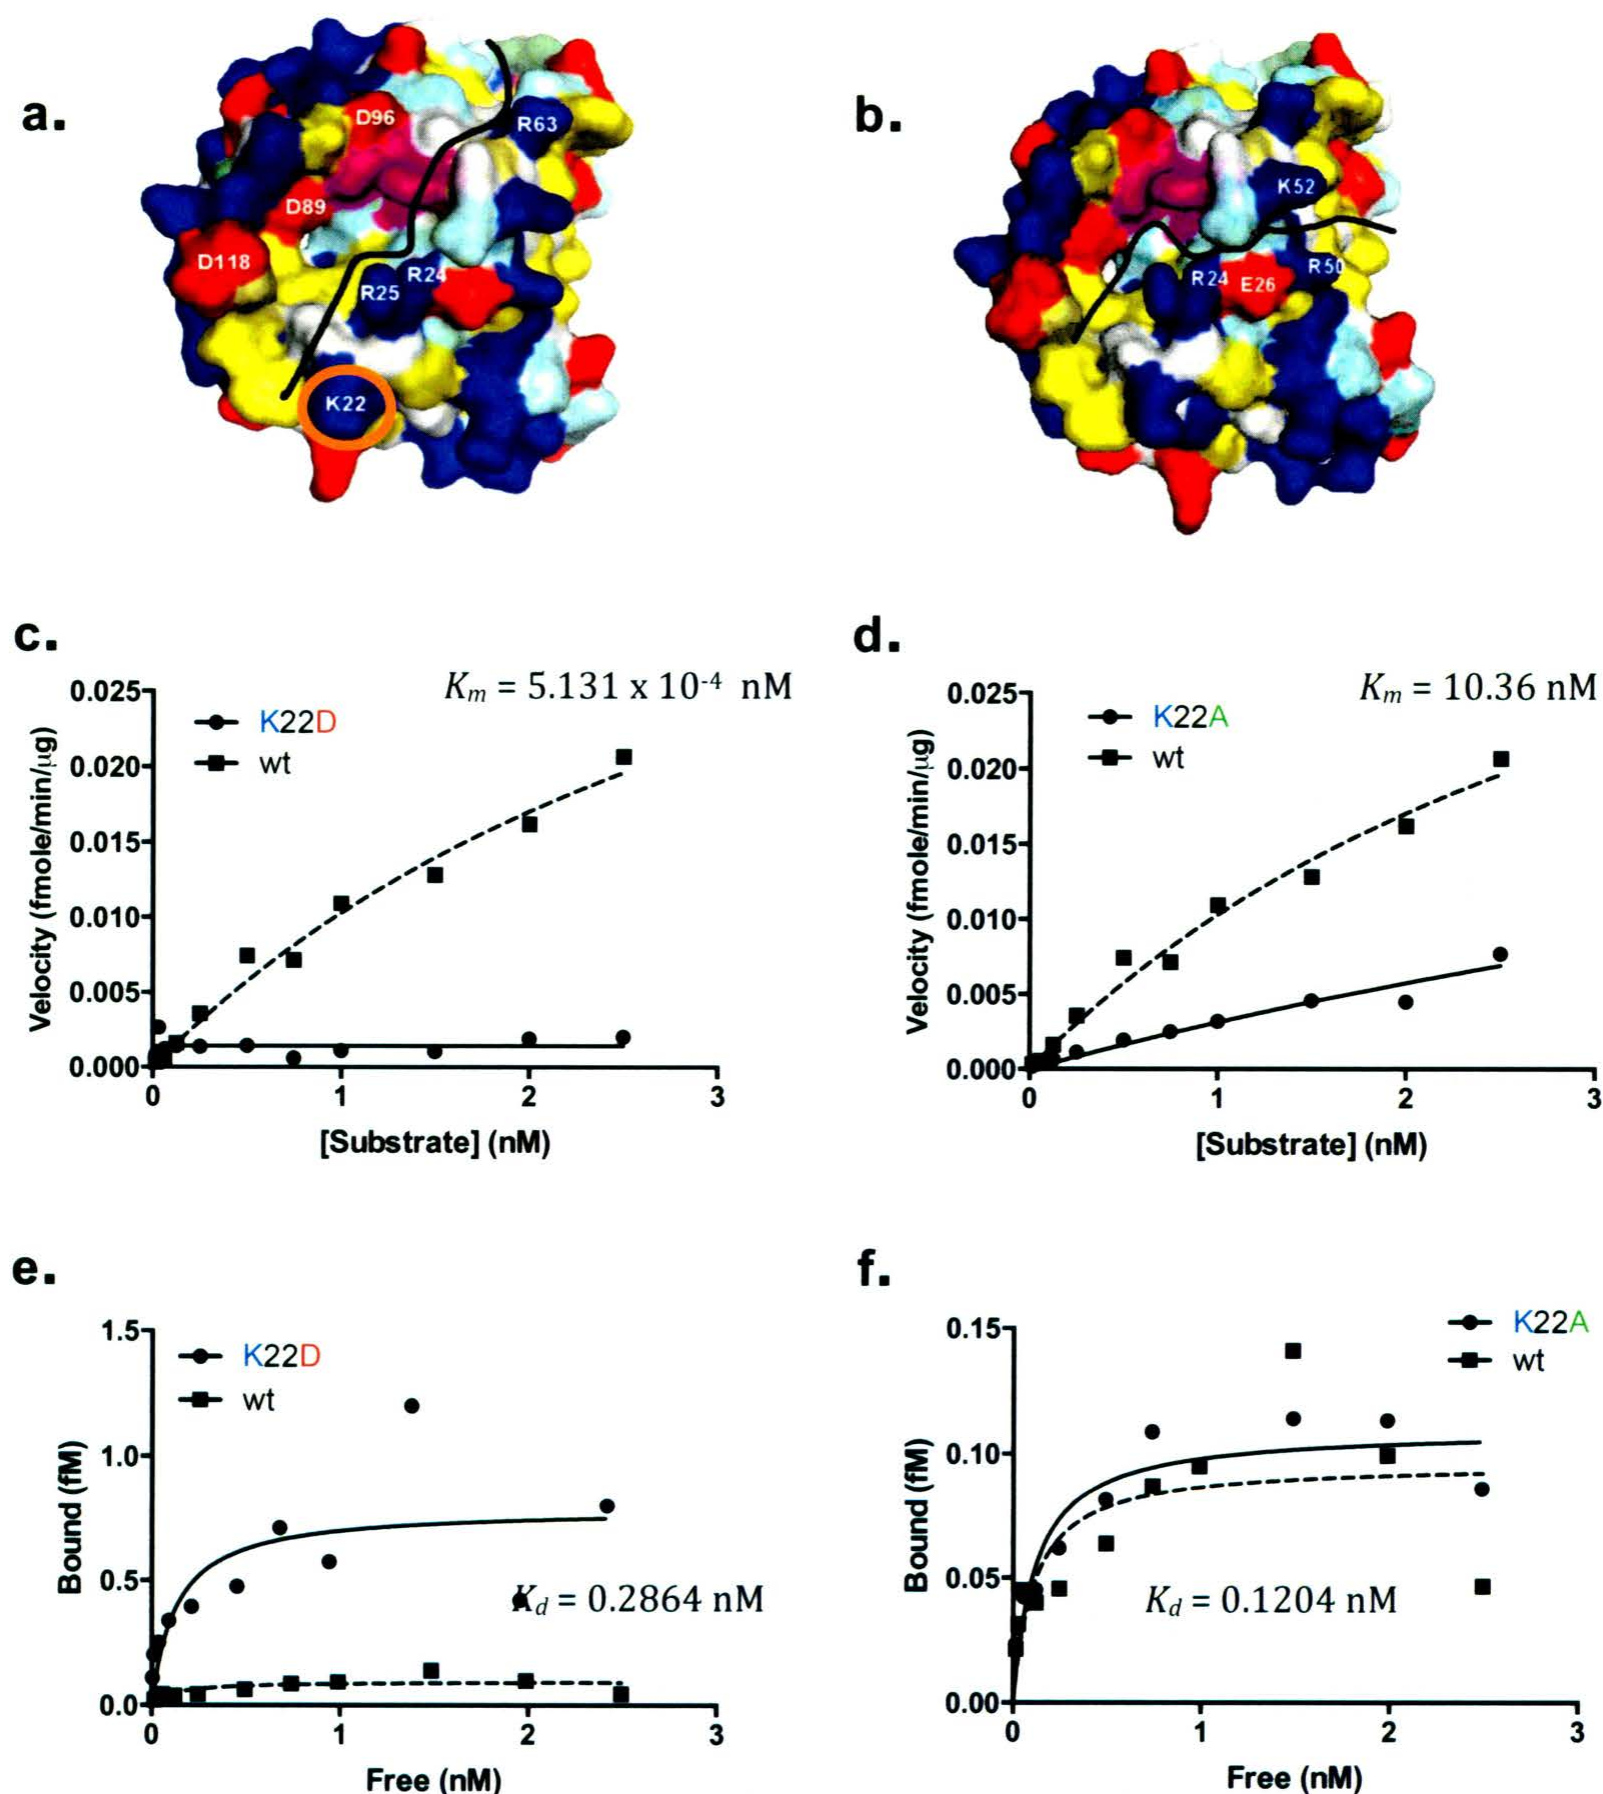 a.
D96
R63
D89
D118
R24
R25
K22
b.
K52
R24
E26
R50
c.
Kₘ = 5.131 x 10⁻⁴ nM
K22D
wt
Velocity (fmole/min/µg)
0.025
0.020
0.015
0.010
0.005
0.000
0 1 2 3
[Substrate] (nM)
d.
Kₘ = 10.36 nM
K22A
wt
Velocity (fmole/min/µg)
0.025
0.020
0.015
0.010
0.005
0.000
0 1 2 3
[Substrate] (nM)
e.
K22D
wt
Bound (fM)
1.5
1.0
0.5
0.0
K_d = 0.2864 nM
0 1 2 3
Free (nM)
f.
K22A
wt
Bound (fM)
0.15
0.10
0.05
0.00
K_d = 0.1204 nM
0 1 2 3
Free (nM)